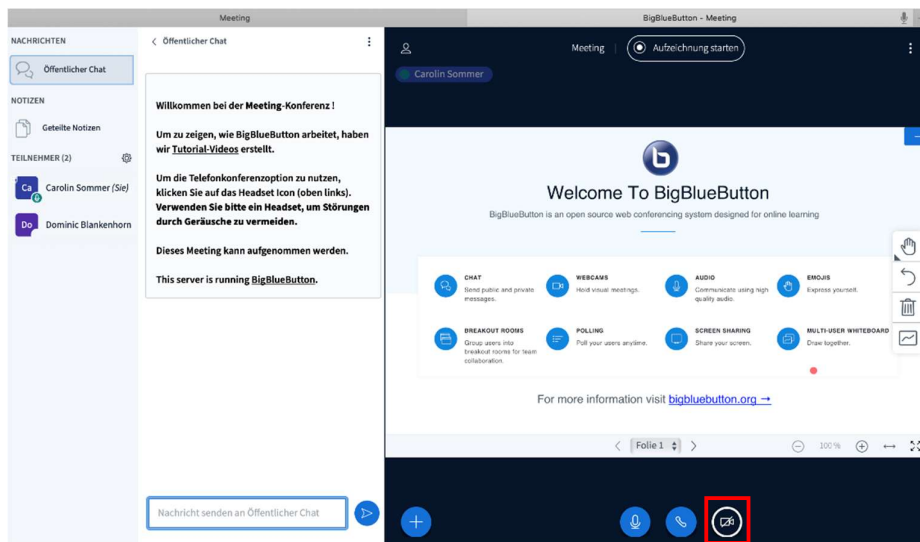 Meeting
BigBlueButton - Meeting
NACHRICHTEN
Öffentlicher Chat
NOTIZEN
Geteilte Notizen
TEILNEHMER (2)
Ca
Carolin Sommer (Sie)
Do
Dominic Blankenhorn
Öffentlicher Chat
Willkommen bei der Meeting-Konferenz !
Um zu zeigen, wie BigBlueButton arbeitet, haben
wir Tutorial-Videos erstellt.
Um die Telefonkonferenzoption zu nutzen,
klicken Sie auf das Headset Icon (oben links).
Verwenden Sie bitte ein Headset, um Störungen
durch Geräusche zu vermeiden.
Dieses Meeting kann aufgenommen werden.
This server is running BigBlueButton.
Nachricht senden an Öffentlicher Chat
Meeting
Aufzeichnung starten
Carolin Sommer
b
Welcome To BigBlueButton
BigBlueButton is an open source web conferencing system designed for online learning
CHAT
Send public and private
messages.
WEBCAMS
Hold visual meetings.
AUDIO
Communicate using high
quality audio.
EMOJIS
Express yourself.
BREAKOUT ROOMS
Group users into
breakout rooms for team
collaboration.
POLLING
Poll your users anytime.
SCREEN SHARING
Share your screen.
MULTI-USER WHITEBOARD
Draw together.
For more information visit bigbluebutton.org →
Folie 1
100 %